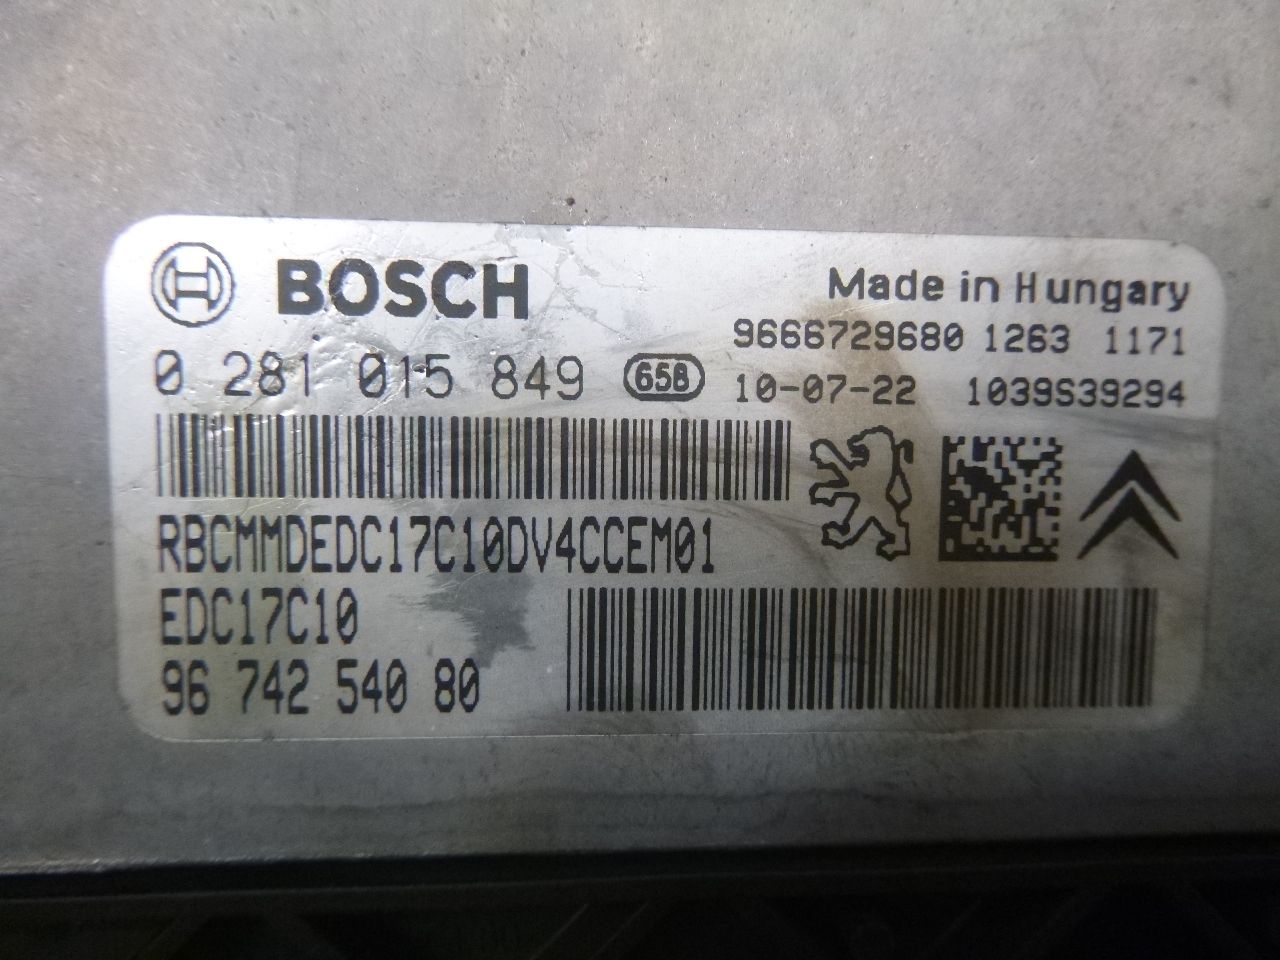 BOSCH
Made in Hungary
9666729680 1263 1171
0 281 015 849 658 10-07-22 1039S39294
RBCMMDEDC17C10DV4CCEM01
EDC17C10
96 742 540 80